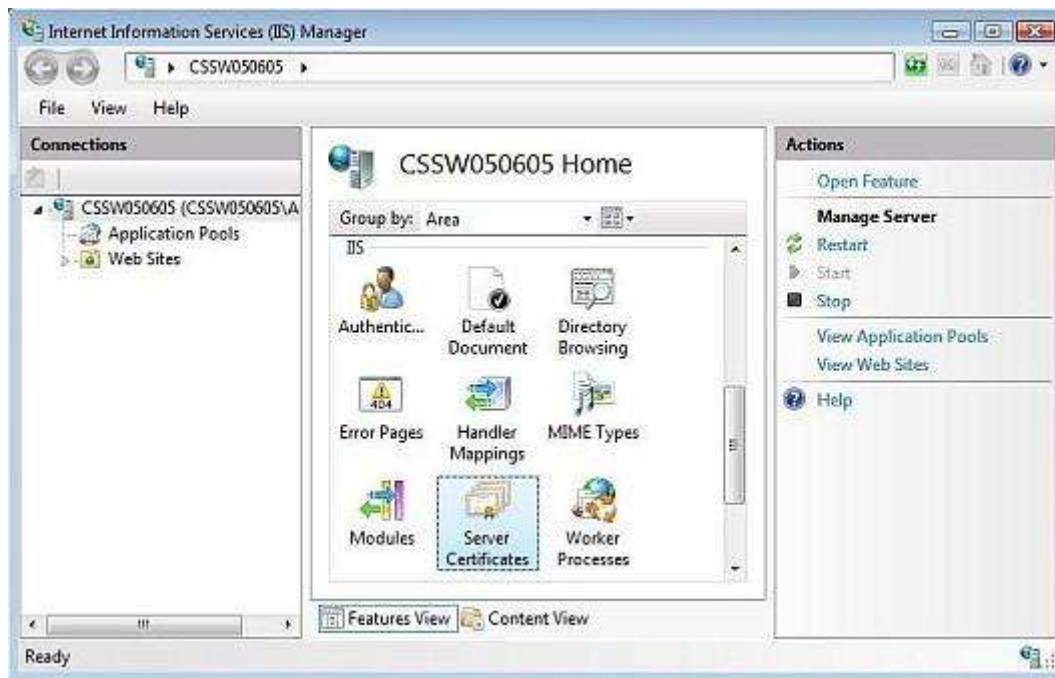 Internet Information Services (IIS) Manager
CSSW050605
File View Help
Connections
CSSW050605 (CSSW050605\A
Application Pools
Web Sites
CSSW050605 Home
Group by: Area
IIS
Authentic... Default Document Directory Browsing
Error Pages Handler Mappings MIME Types
404
Modules Server Certificates Worker Processes
Features View Content View
Actions
Open Feature
Manage Server
Restart
Start
Stop
View Application Pools
View Web Sites
Help
Ready